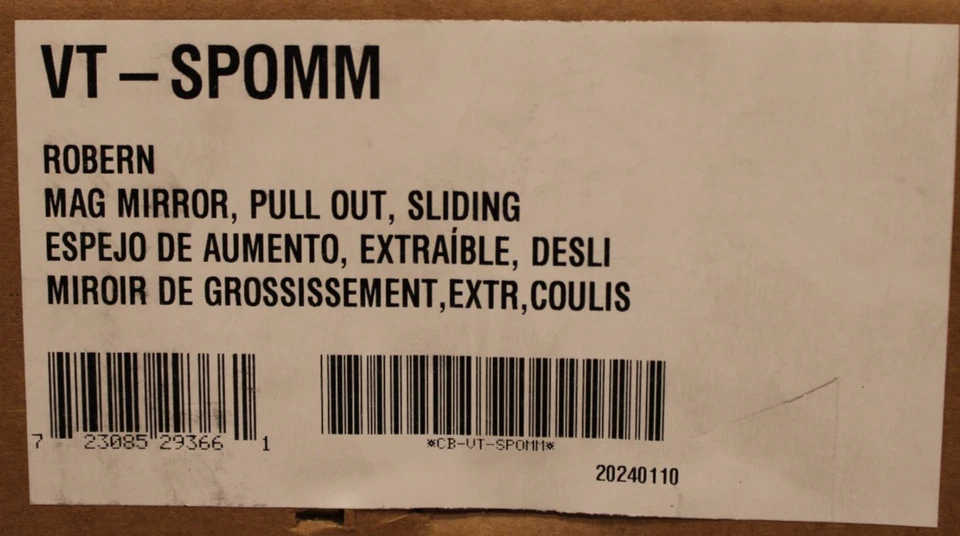 VT – SPOMM
ROBERN
MAG MIRROR, PULL OUT, SLIDING
ESPEJO DE AUMENTO, EXTRAÍBLE, DESLI
MIROIR DE GROSSISSEMENT,EXTR,COULIS
7 23085 29366 1
*CB-VT-SPOMM*
20240110